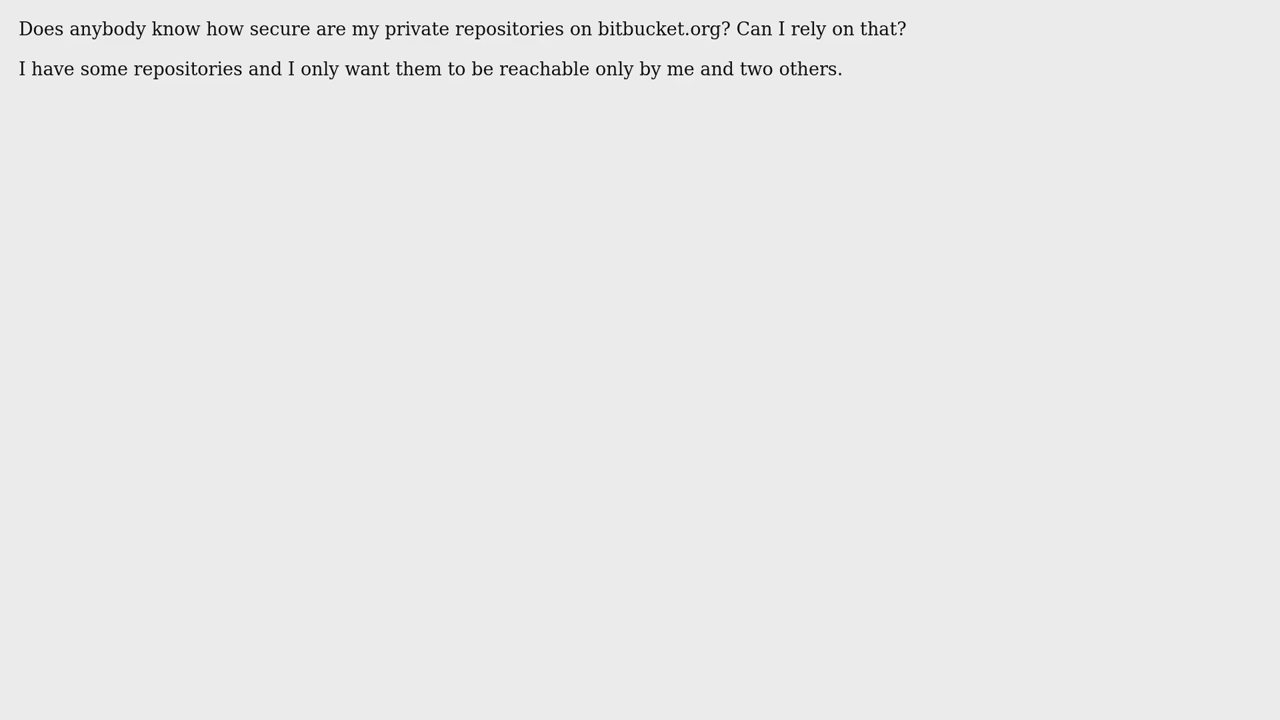 Does anybody know how secure are my private repositories on bitbucket.org? Can I rely on that?
I have some repositories and I only want them to be reachable only by me and two others.